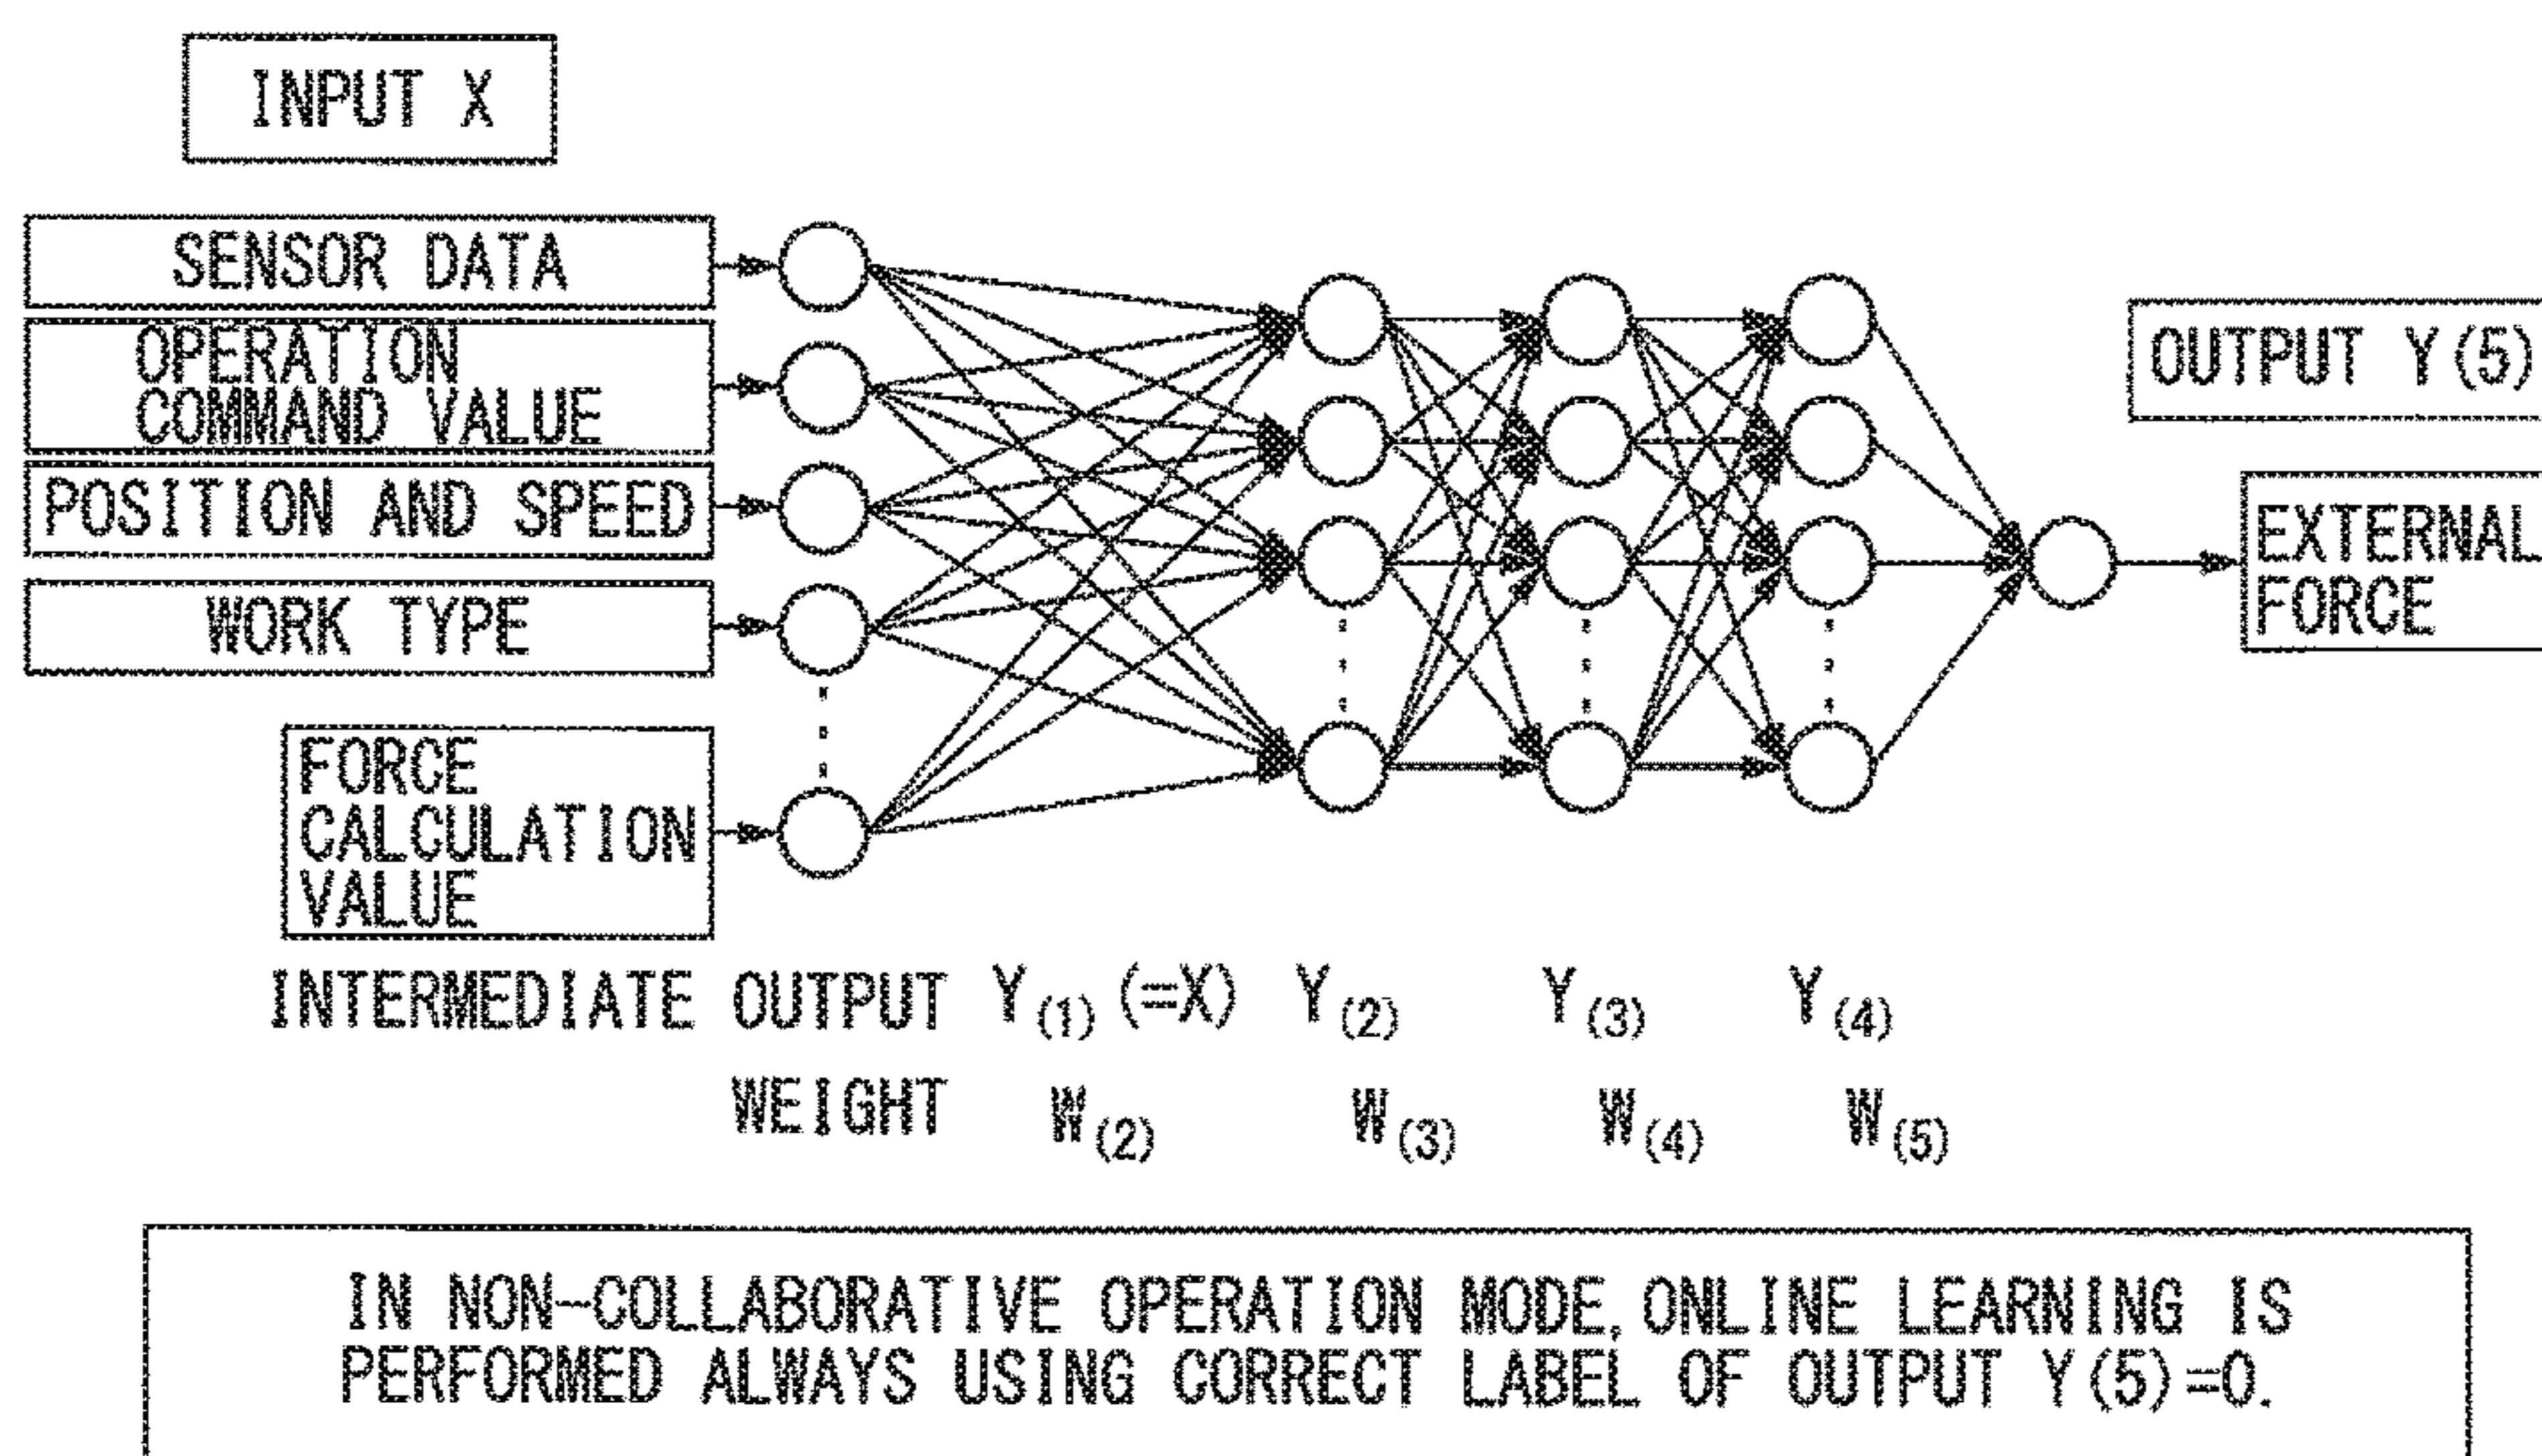 INPUT X
SENSOR DATA
OPERATION
COMMAND VALUE
POSITION AND SPEED
WORK TYPE
FORCE
CALCULATION
VALUE
OUTPUT Y(5)
EXTERNAL
FORCE
INTERMEDIATE OUTPUT Y(1) (=X) Y(2) Y(3) Y(4)
WEIGHT W(2) W(3) W(4) W(5)
IN NON-COLLABORATIVE OPERATION MODE, ONLINE LEARNING IS
PERFORMED ALWAYS USING CORRECT LABEL OF OUTPUT Y(5)=0.